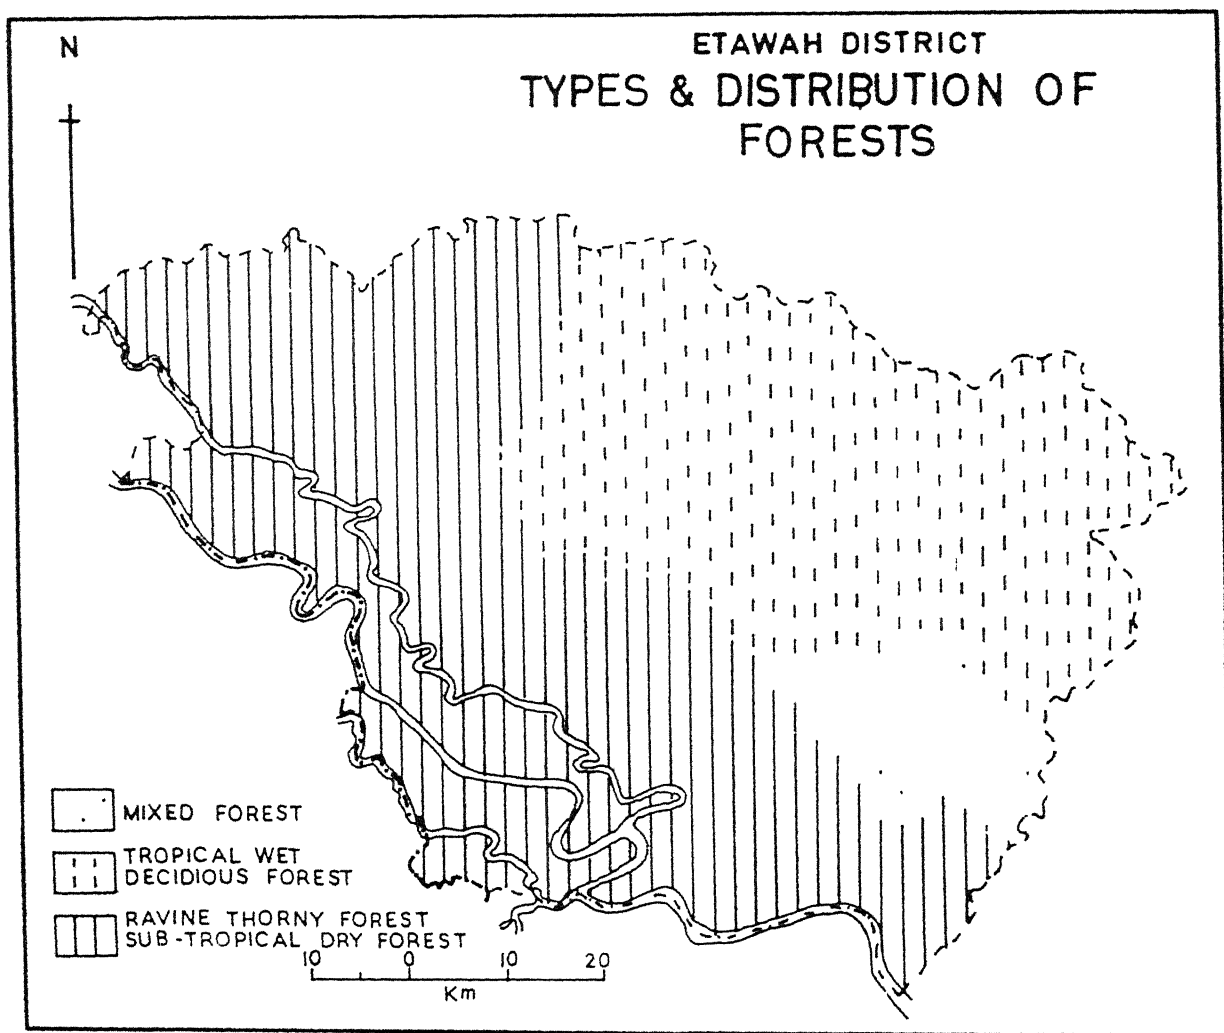 N
ETAWAH DISTRICT
TYPES & DISTRIBUTION OF
FORESTS
MIXED FOREST
TROPICAL WET
DECIDIOUS FOREST
RAVINE THORNY FOREST
SUB-TROPICAL DRY FOREST
10 0 10 20
Km